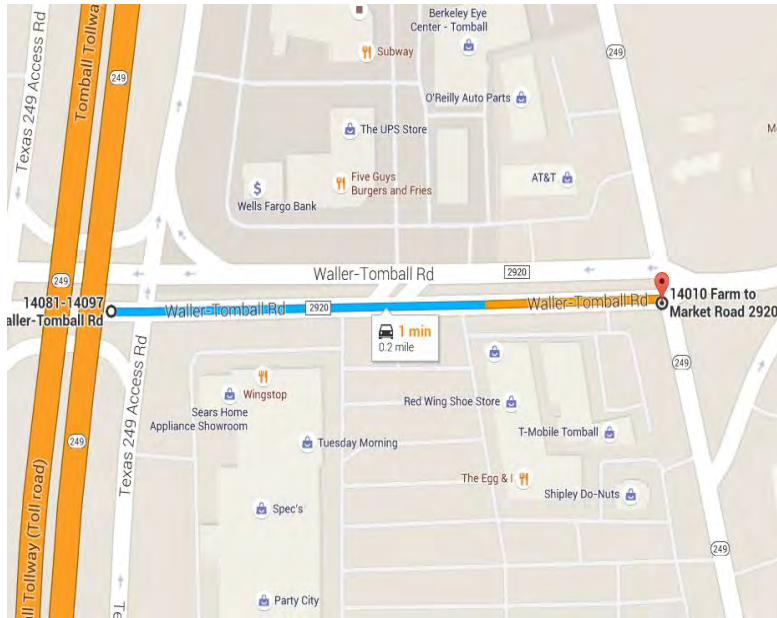 Berkeley Eye
Center - Tomball
Subway
O'Reilly Auto Parts
The UPS Store
Five Guys
Burgers and Fries
AT&T
Wells Fargo Bank
Texas 249 Access Rd
Tomball Tollway
249
249
249
Waller-Tomball Rd
2920
249
14081-14097
Waller-Tomball Rd
Waller-Tomball Rd
2920
Waller-Tomball Rd
14010 Farm to
Market Road 2920
1 min
0.2 mile
249
Texas 249 Access Rd
Wingstop
Sears Home
Appliance Showroom
Tuesday Morning
Red Wing Shoe Store
T-Mobile Tomball
249
The Egg & I
Shipley Do-Nuts
Spec's
249
Party City
Tollway (Toll road)